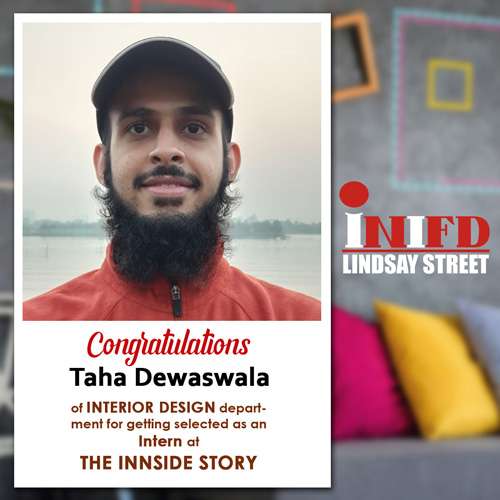 Congratulations
Taha Dewaswala
of INTERIOR DESIGN depart-
ment for getting selected as an
Intern at
THE INNSIDE STORY
iNIFD
LINDSAY STREET